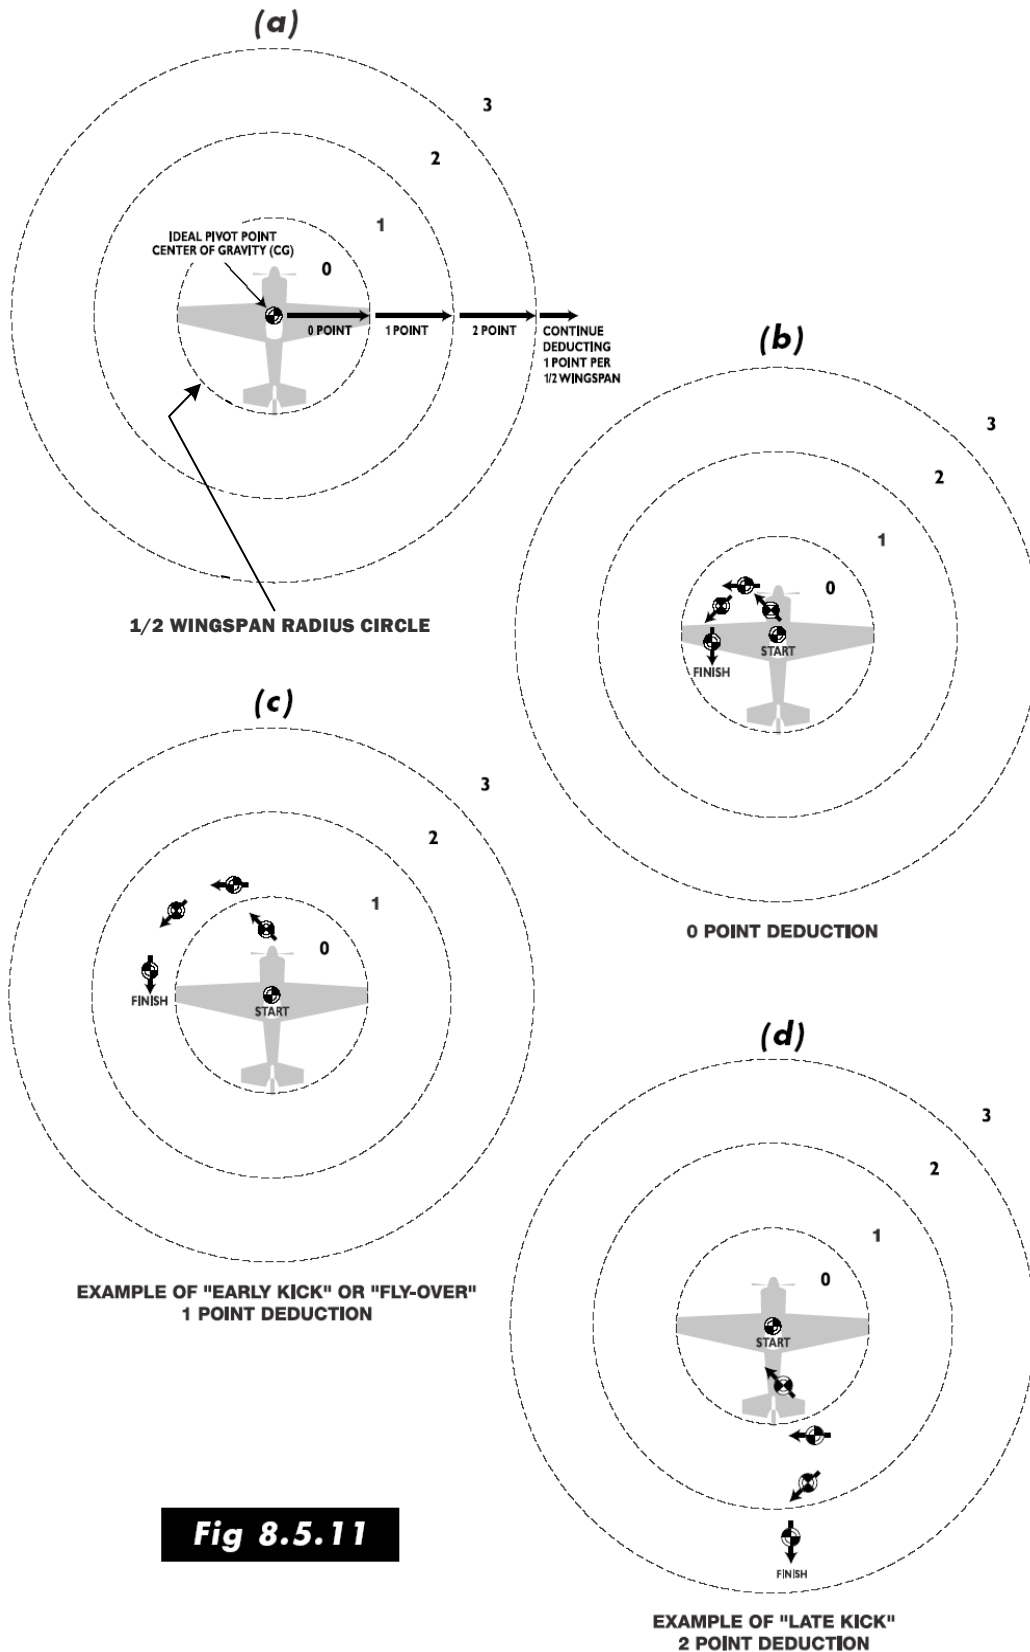 (a)
3
2
1
IDEAL PIVOT POINT
CENTER OF GRAVITY (CG)
0
0 POINT
1 POINT
2 POINT
CONTINUE
DEDUCTING
1 POINT PER
1/2 WINGSPAN
1/2 WINGSPAN RADIUS CIRCLE
(b)
3
2
1
0
START
FINISH
0 POINT DEDUCTION
(c)
3
2
1
0
START
FINISH
EXAMPLE OF "EARLY KICK" OR "FLY-OVER"
1 POINT DEDUCTION
(d)
3
2
1
0
START
FINISH
EXAMPLE OF "LATE KICK"
2 POINT DEDUCTION
Fig 8.5.11